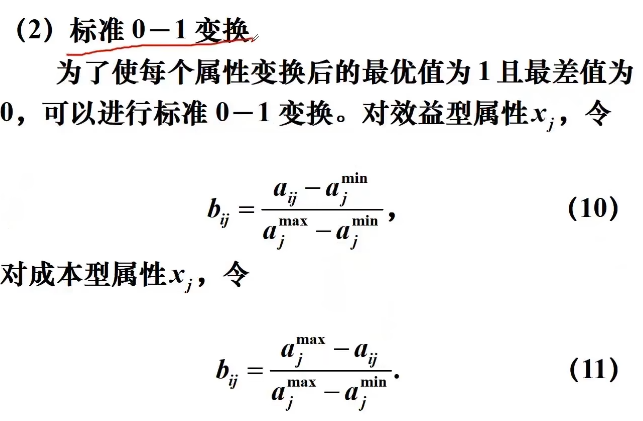 （2）标准 0－1 变换
为了使每个属性变换后的最优值为 1 且最差值为
0，可以进行标准 0－1 变换。对效益型属性 $x_j$，令
$b_{ij} = \frac{a_{ij} - a_j^{\min}}{a_j^{\max} - a_j^{\min}},$ （10）
对成本型属性 $x_j$，令
$b_{ij} = \frac{a_j^{\max} - a_{ij}}{a_j^{\max} - a_j^{\min}}.$ （11）